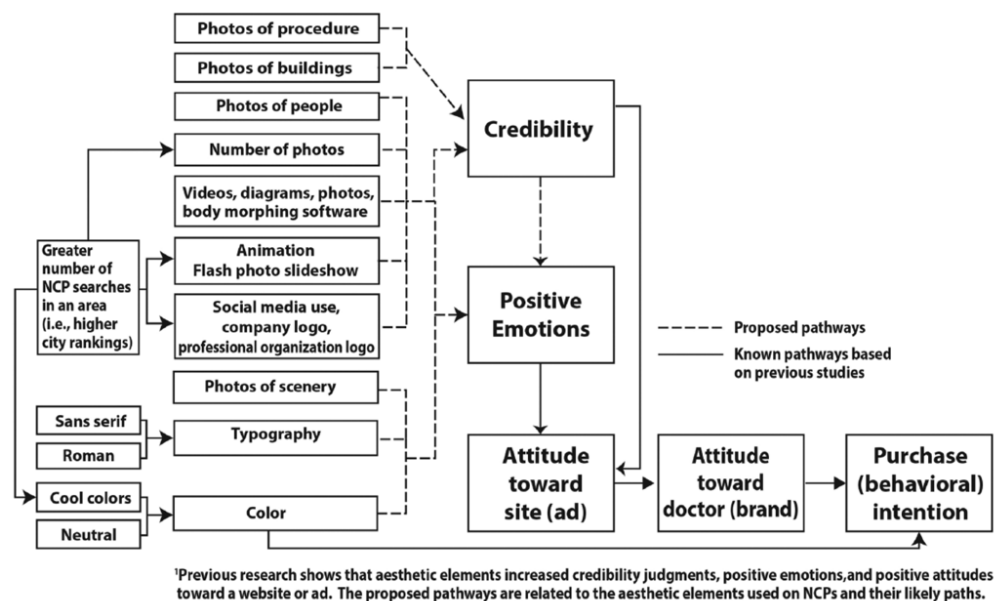 Photos of procedure
Photos of buildings
Photos of people
Number of photos
Videos, diagrams, photos,
body morphing software
Greater
number of
NCP searches
in an area
(i.e., higher
city rankings)
Animation
Flash photo slideshow
Social media use,
company logo,
professional organization logo
Photos of scenery
Sans serif
Roman
Typography
Cool colors
Neutral
Color
Credibility
Positive
Emotions
Attitude
toward
site (ad)
Attitude
toward
doctor (brand)
Purchase
(behavioral)
intention
Proposed pathways
Known pathways based
on previous studies
¹Previous research shows that aesthetic elements increased credibility judgments, positive emotions,and positive attitudes
toward a website or ad. The proposed pathways are related to the aesthetic elements used on NCPs and their likely paths.